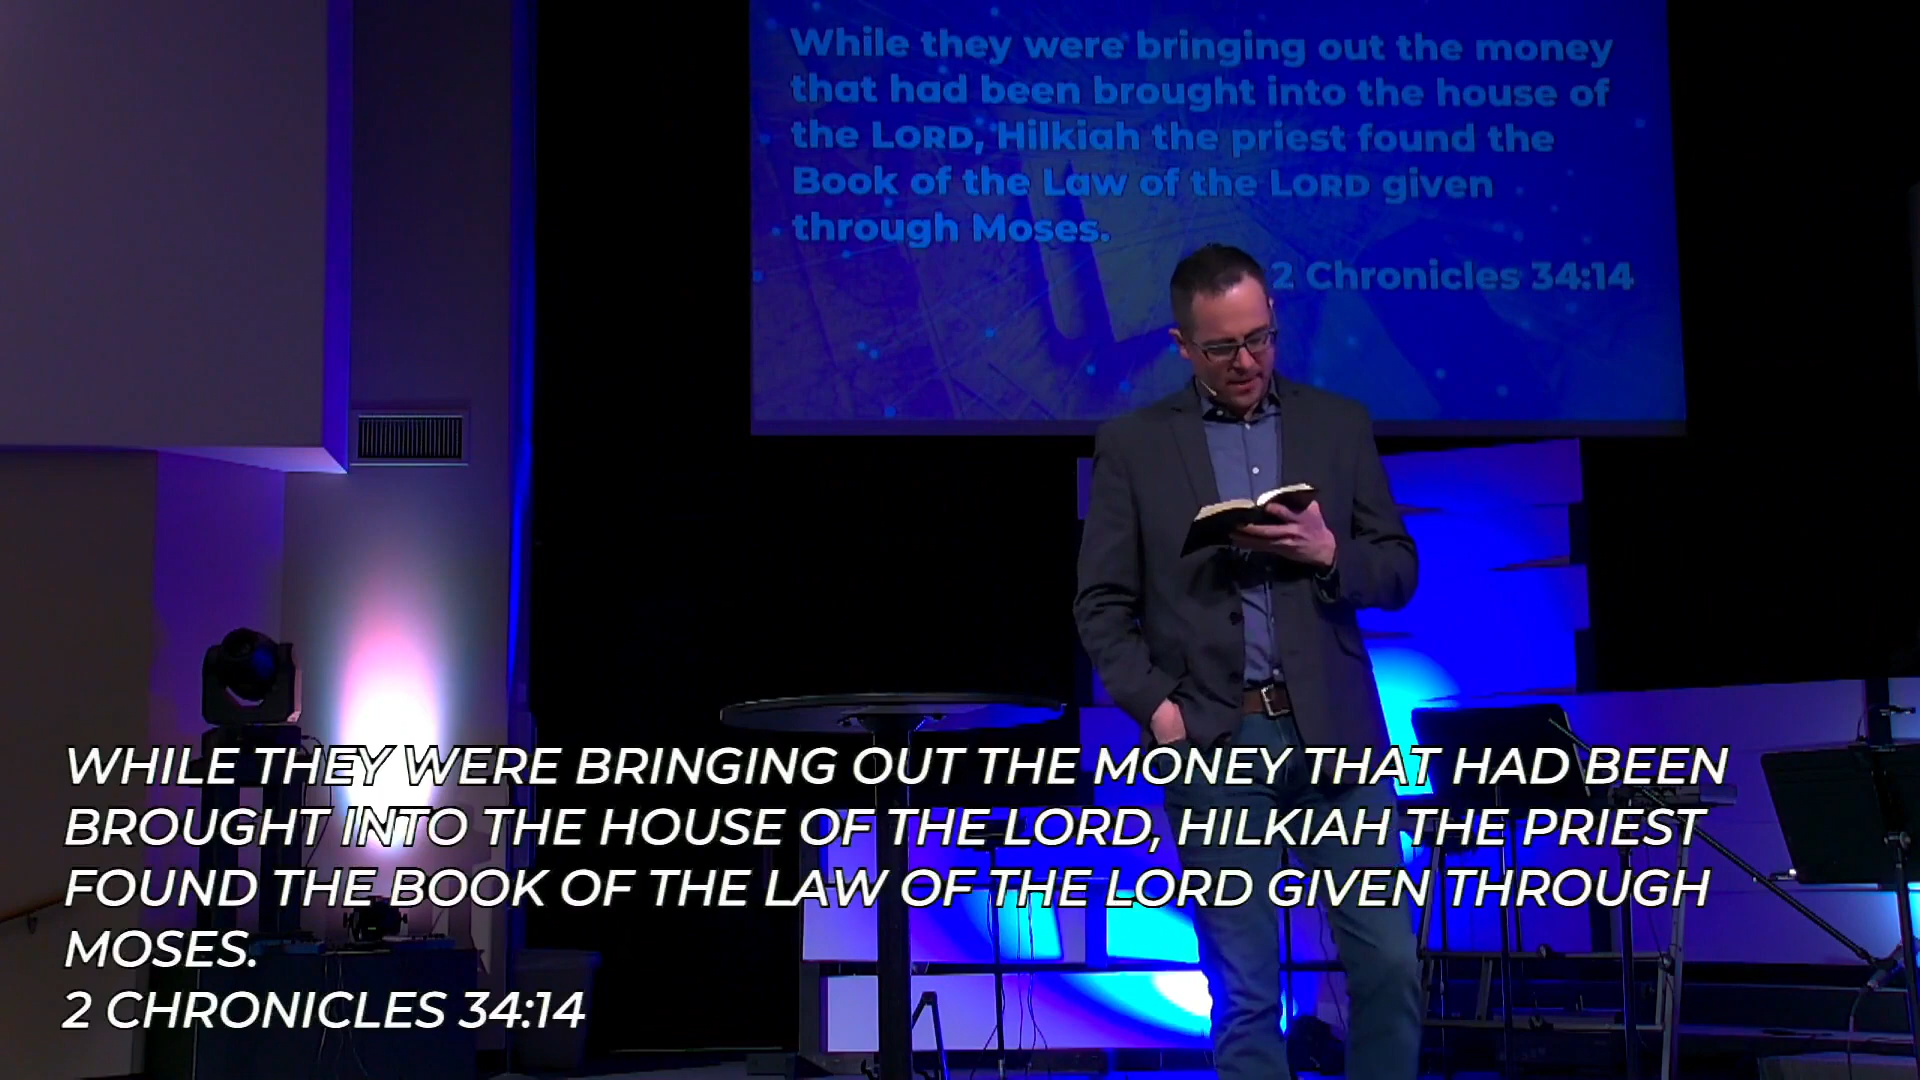 While they were bringing out the money
that had been brought into the house of
the LORD, Hilkiah the priest found the
Book of the Law of the LORD given
through Moses.
2 Chronicles 34:14
WHILE THEY WERE BRINGING OUT THE MONEY THAT HAD BEEN
BROUGHT INTO THE HOUSE OF THE LORD, HILKIAH THE PRIEST
FOUND THE BOOK OF THE LAW OF THE LORD GIVEN THROUGH
MOSES.
2 CHRONICLES 34:14